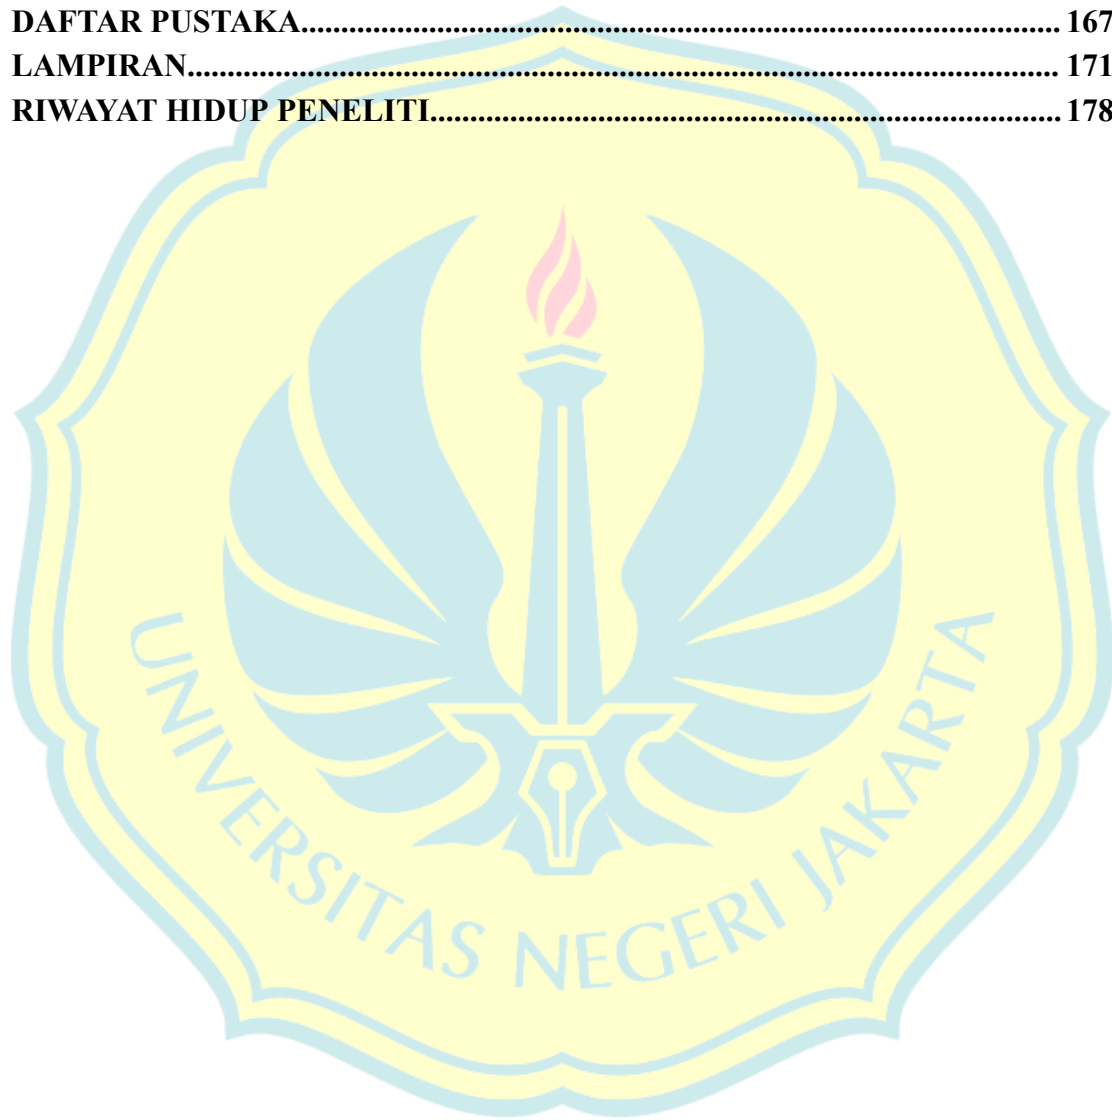 DAFTAR PUSTAKA................................................................................................ 167
LAMPIRAN.............................................................................................................. 171
RIWAYAT HIDUP PENELITI................................................................................ 178
UNIVERSITAS NEGERI JAKARTA